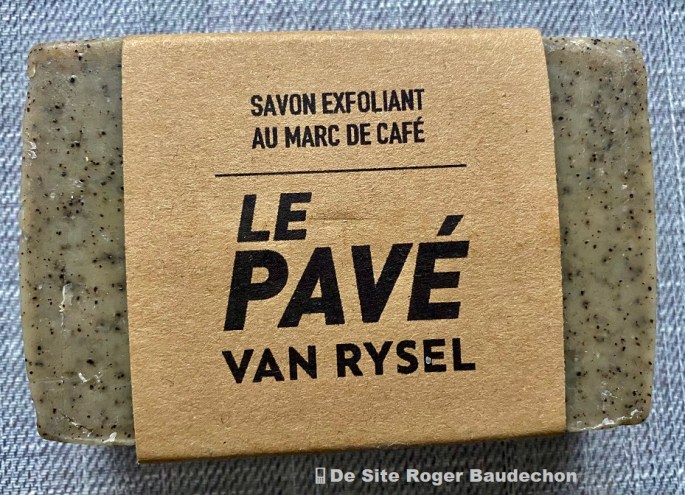 SAVON EXFOLIANT
AU MARC DE CAFÉ
LE
PAVÉ
VAN RYSEL
De Site Roger Baudechon